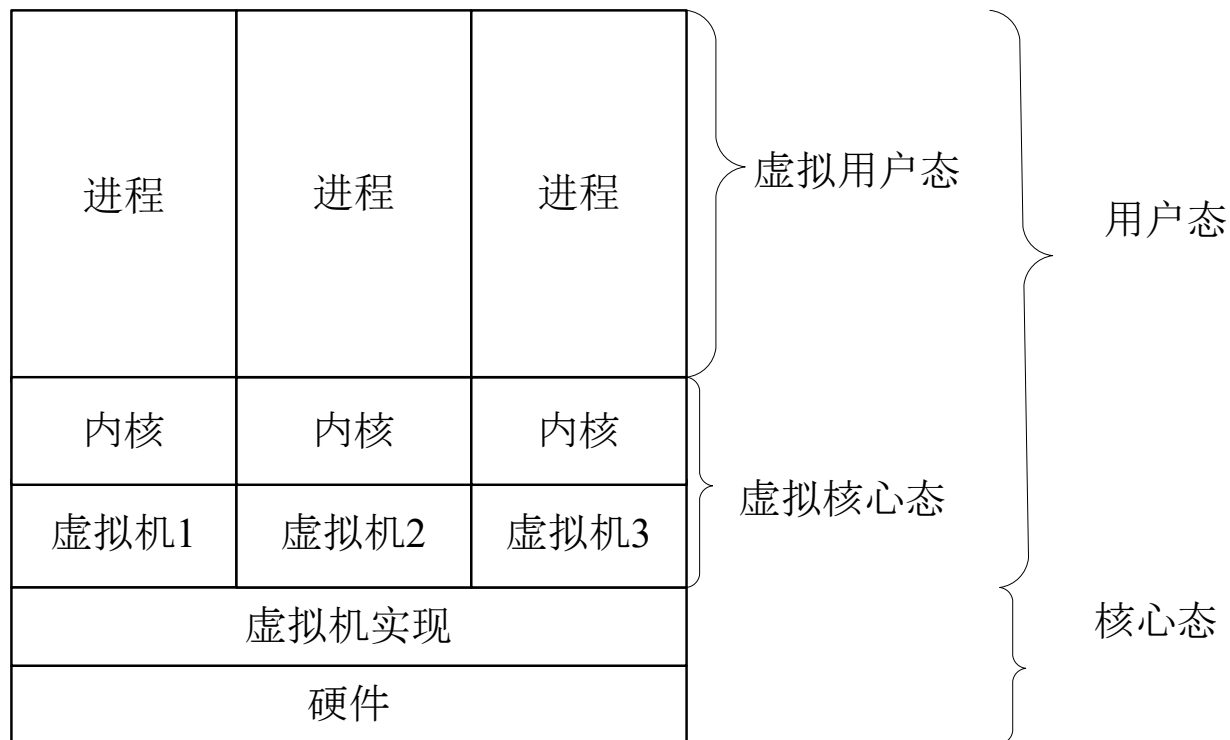 进程
进程
进程
虚拟用户态
用户态
内核
内核
内核
虚拟核心态
虚拟机1
虚拟机2
虚拟机3
虚拟机实现
核心态
硬件